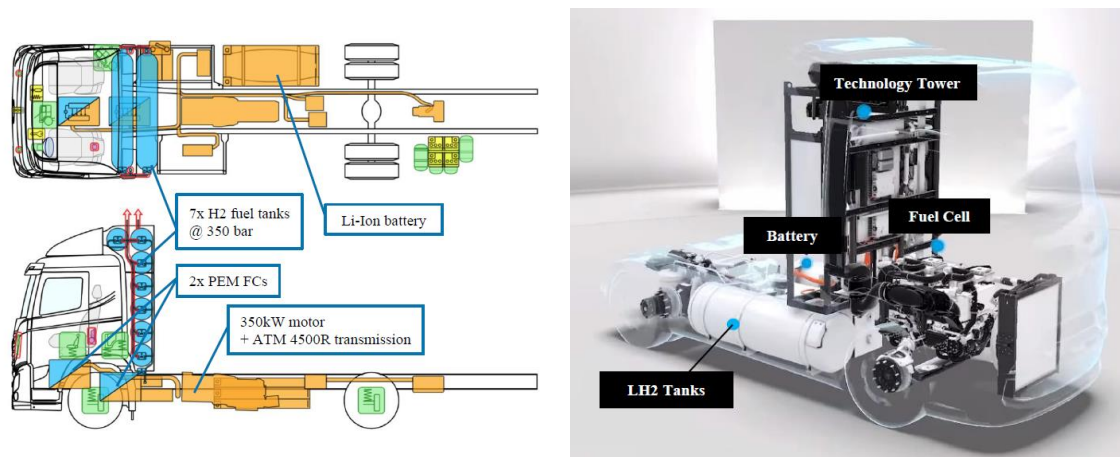 7x H2 fuel tanks
@ 350 bar
Li-Ion battery
2x PEM FCs
350kW motor
+ ATM 4500R transmission
Technology Tower
Fuel Cell
Battery
LH2 Tanks